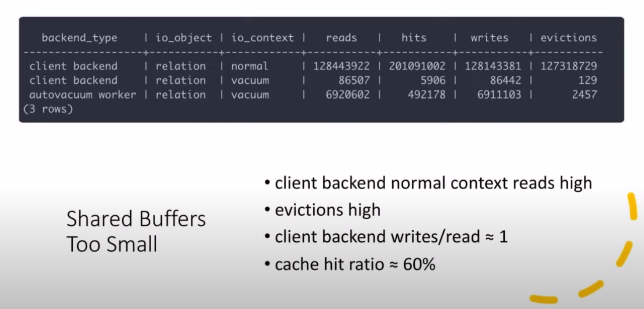 backend_type | io_object | io_context | reads | hits | writes | evictions
-----------------+-----------+------------+-----------+-----------+-----------+-----------
client backend | relation | normal | 128443922 | 201091002 | 128143381 | 127318729
client backend | relation | vacuum | 86507 | 5906 | 86442 | 129
autovacuum worker | relation | vacuum | 6920602 | 492178 | 6911103 | 2457
(3 rows)
Shared Buffers
Too Small
• client backend normal context reads high
• evictions high
• client backend writes/read ≈ 1
• cache hit ratio ≈ 60%